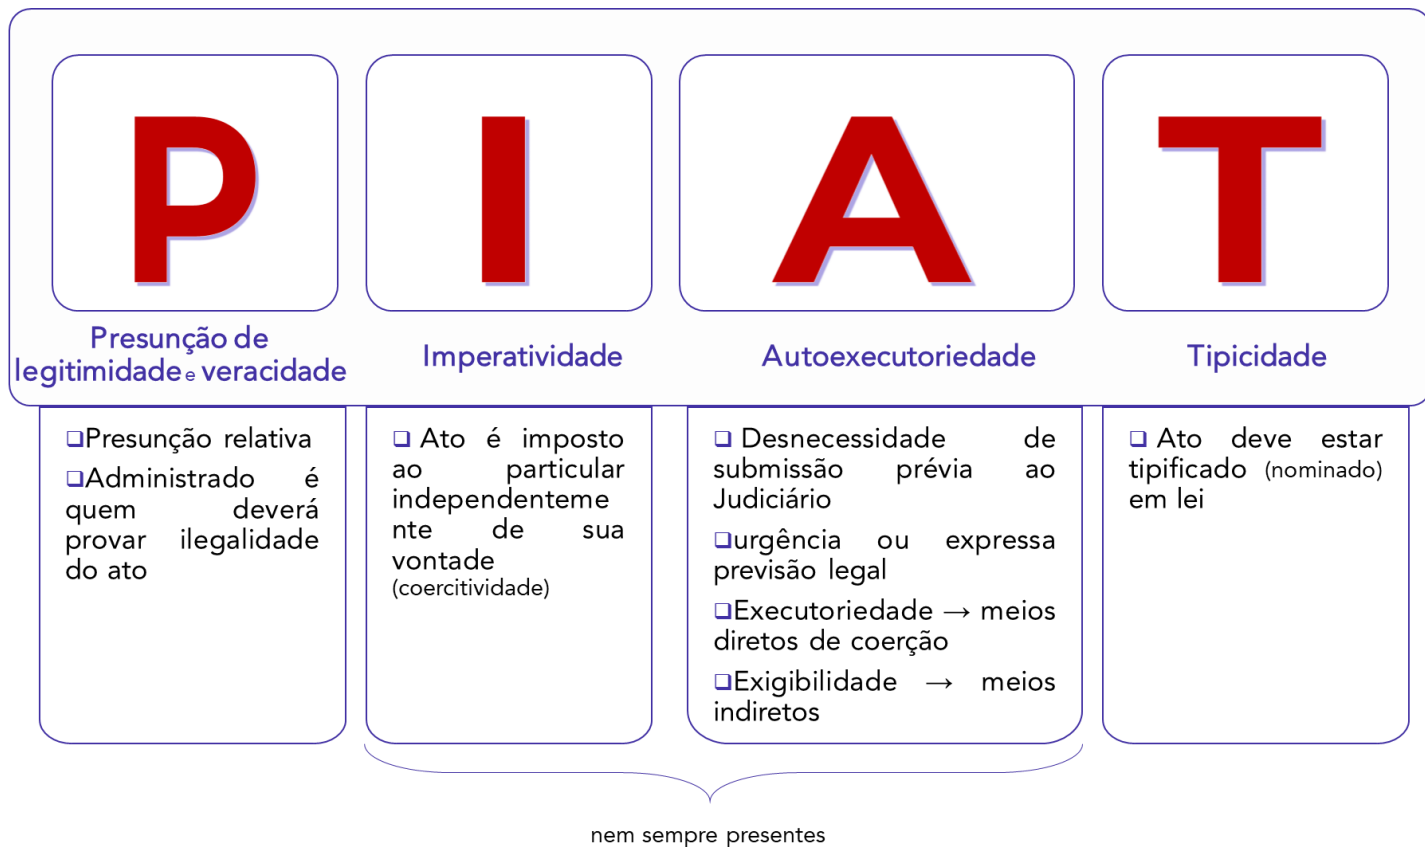 P
I
A
T
Presunção de
legitimidade e veracidade
Imperatividade
Autoexecutoriedade
Tipicidade
❑Presunção relativa
❑Administrado é
quem deverá
provar ilegalidade
do ato
❑ Ato é imposto
ao particular
independenteme
nte de sua
vontade
(coercitividade)
❑ Desnecessidade de
submissão prévia ao
Judiciário
❑urgência ou expressa
previsão legal
❑Executoriedade → meios
diretos de coerção
❑Exigibilidade → meios
indiretos
❑ Ato deve estar
tipificado (nominado)
em lei
nem sempre presentes